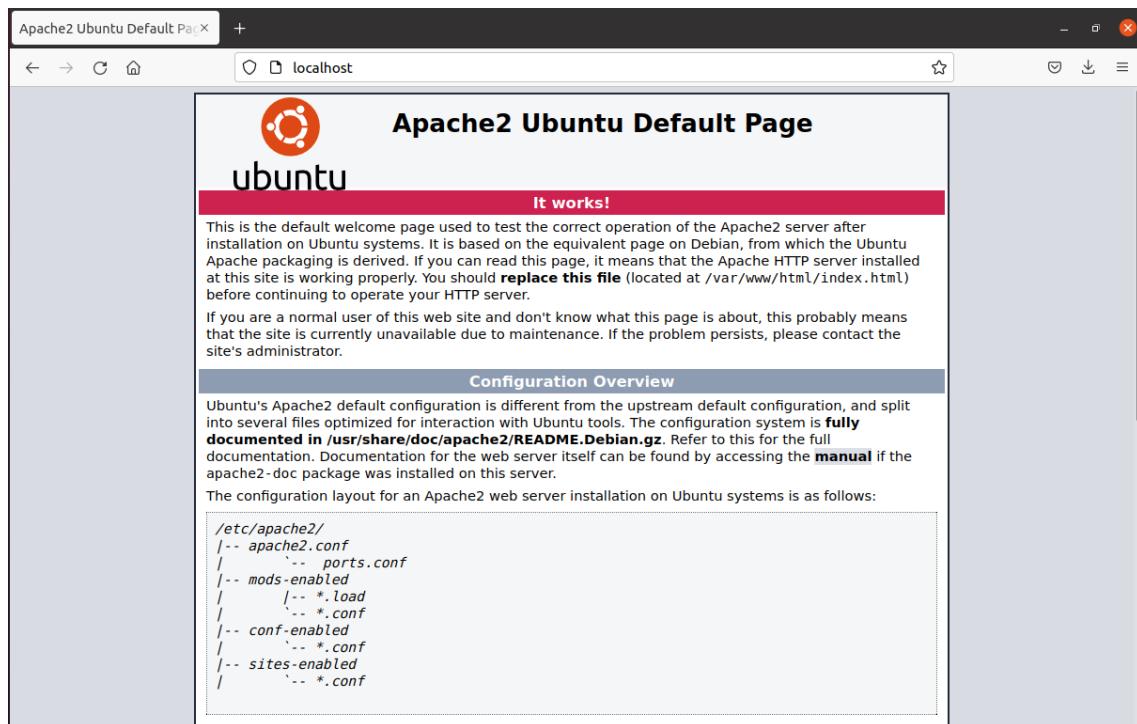 Apache2 Ubuntu Default Pag
localhost
ubuntu
Apache2 Ubuntu Default Page
It works!
This is the default welcome page used to test the correct operation of the Apache2 server after
installation on Ubuntu systems. It is based on the equivalent page on Debian, from which the Ubuntu
Apache packaging is derived. If you can read this page, it means that the Apache HTTP server installed
at this site is working properly. You should replace this file (located at /var/www/html/index.html)
before continuing to operate your HTTP server.
If you are a normal user of this web site and don't know what this page is about, this probably means
that the site is currently unavailable due to maintenance. If the problem persists, please contact the
site's administrator.
Configuration Overview
Ubuntu's Apache2 default configuration is different from the upstream default configuration, and split
into several files optimized for interaction with Ubuntu tools. The configuration system is fully
documented in /usr/share/doc/apache2/README.Debian.gz. Refer to this for the full
documentation. Documentation for the web server itself can be found by accessing the manual if the
apache2-doc package was installed on this server.
The configuration layout for an Apache2 web server installation on Ubuntu systems is as follows:
/etc/apache2/
|-- apache2.conf
|       `--  ports.conf
|-- mods-enabled
|       |-- *.load
|       `-- *.conf
|-- conf-enabled
|       `-- *.conf
|-- sites-enabled
|       `-- *.conf